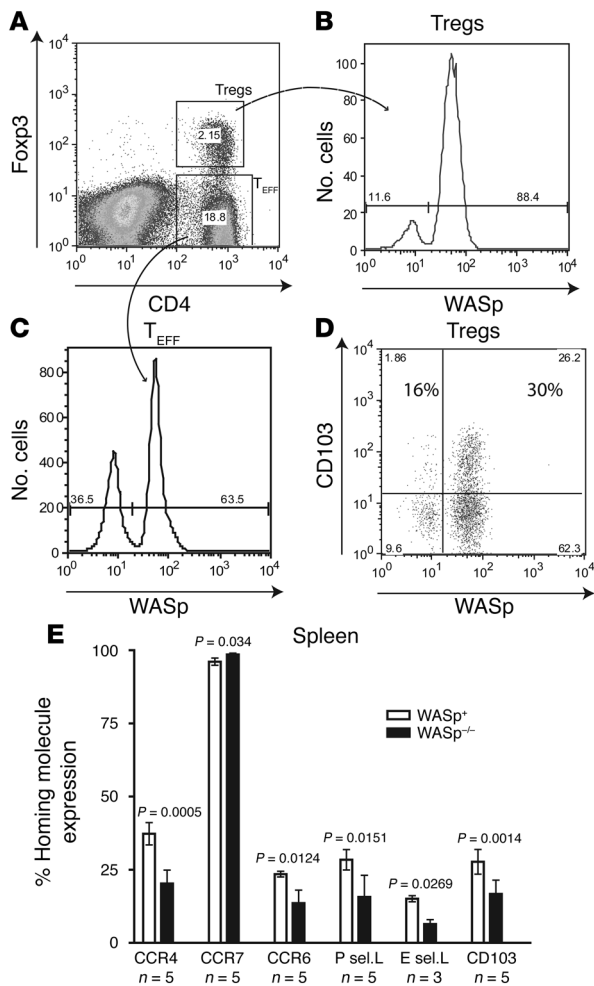 A
Foxp3
10⁴
10³
10²
10¹
10⁰
Tregs
2.15
T EFF
18.8
10⁰ 10¹ 10² 10³ 10⁴
CD4
B
Tregs
No. cells
100
80
60
40
20
0
11.6 88.4
10⁰ 10¹ 10² 10³ 10⁴
WASp
C
T EFF
No. cells
800
600
400
200
0
36.5 63.5
10⁰ 10¹ 10² 10³ 10⁴
WASp
D
Tregs
CD103
10⁴
10³
10²
10¹
10⁰
1.86 26.2
16% 30%
9.6 62.3
10⁰ 10¹ 10² 10³ 10⁴
WASp
E
Spleen
% Homing molecule
expression
100
75
50
25
0
WASp⁺
WASp⁻/⁻
P = 0.0005
P = 0.034
P = 0.0124
P = 0.0151
P = 0.0269
P = 0.0014
CCR4 CCR7 CCR6 P sel.L E sel.L CD103
n = 5 n = 5 n = 5 n = 5 n = 3 n = 5